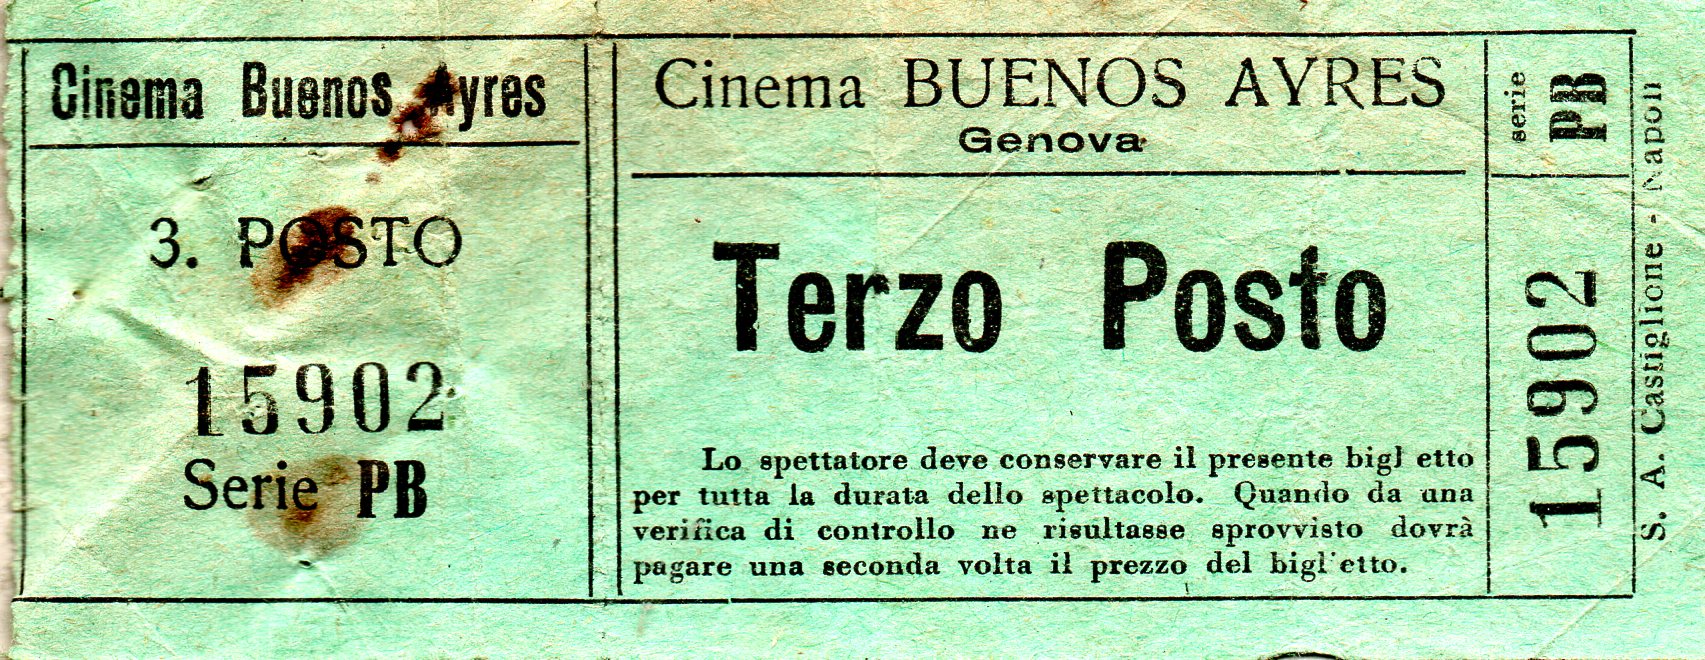 Cinema Buenos Ayres
3. POSTO
15902
Serie PB
Cinema BUENOS AYRES
Genova
Terzo Posto
Lo spettatore deve conservare il presente bigl etto
per tutta la durata dello spettacolo. Quando da una
verifica di controllo ne risultasse sprovvisto dovrà
pagare una seconda volta il prezzo del bigl etto.
serie PB
15902
S. A. Castiglione - Napoli